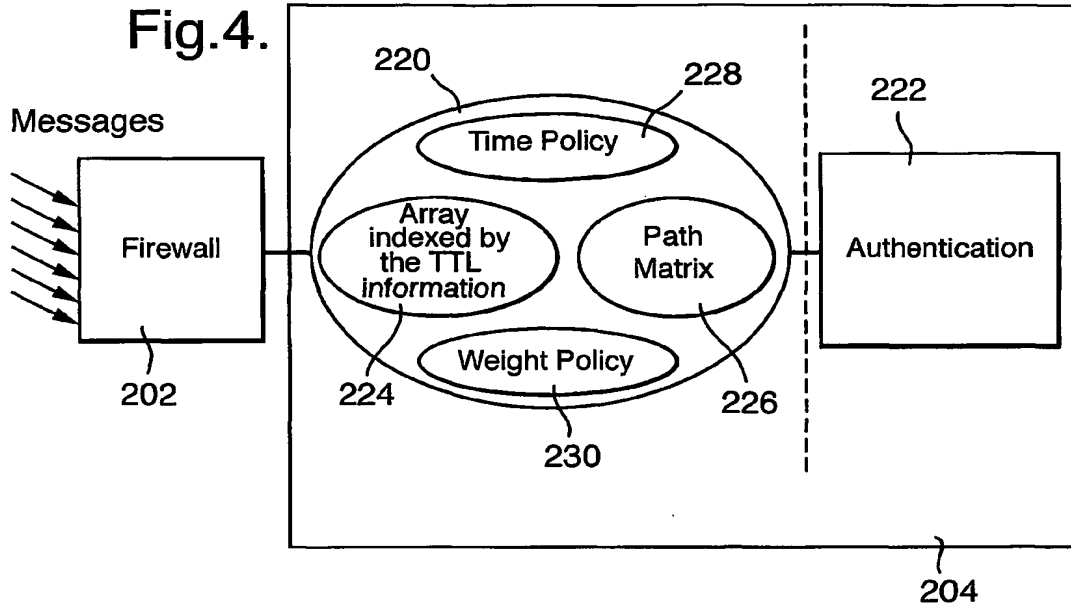 Fig.4.
220
228
222
Messages
Time Policy
Firewall
Array
indexed by
the TTL
information
Path
Matrix
Authentication
Weight Policy
202
224
226
230
204